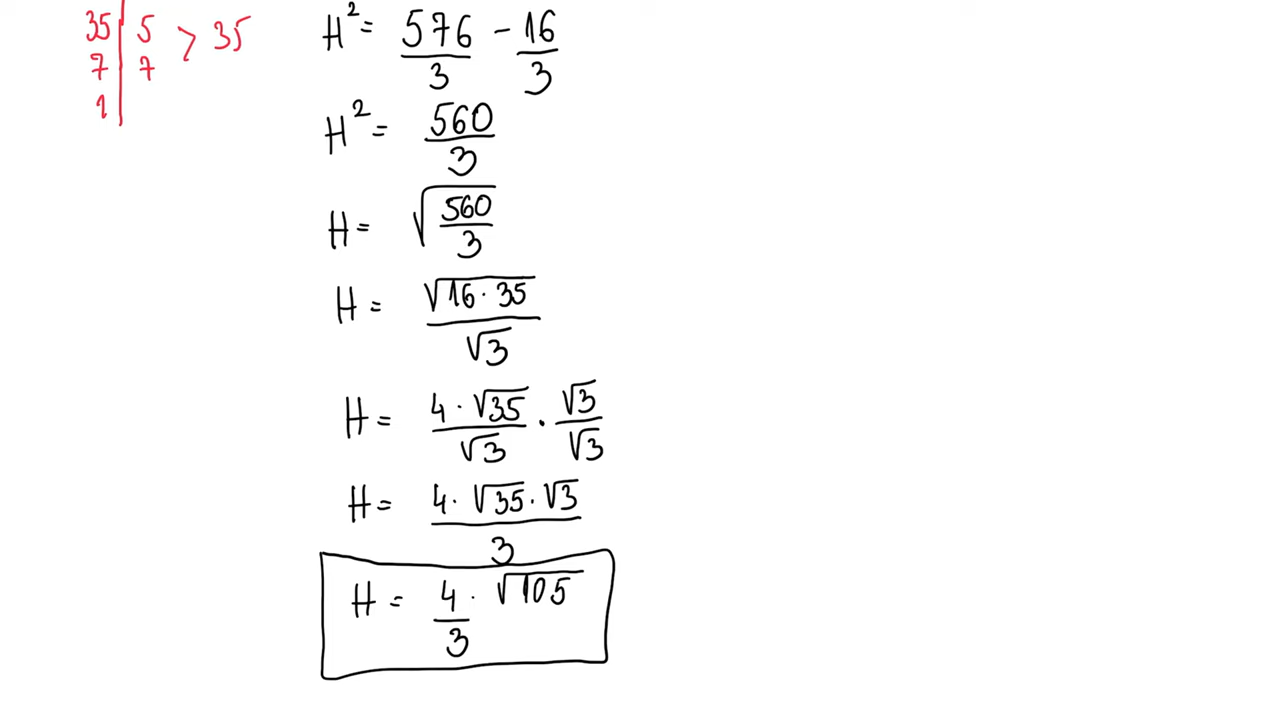 35 | 5 > 35
7 | 7
1 |
H² = 576/3 - 16/3
H² = 560/3
H = √(560/3)
H = √(16·35)/√3
H = (4·√35)/√3 · √3/√3
H = (4·√35·√3)/3
H = 4/3 · √105